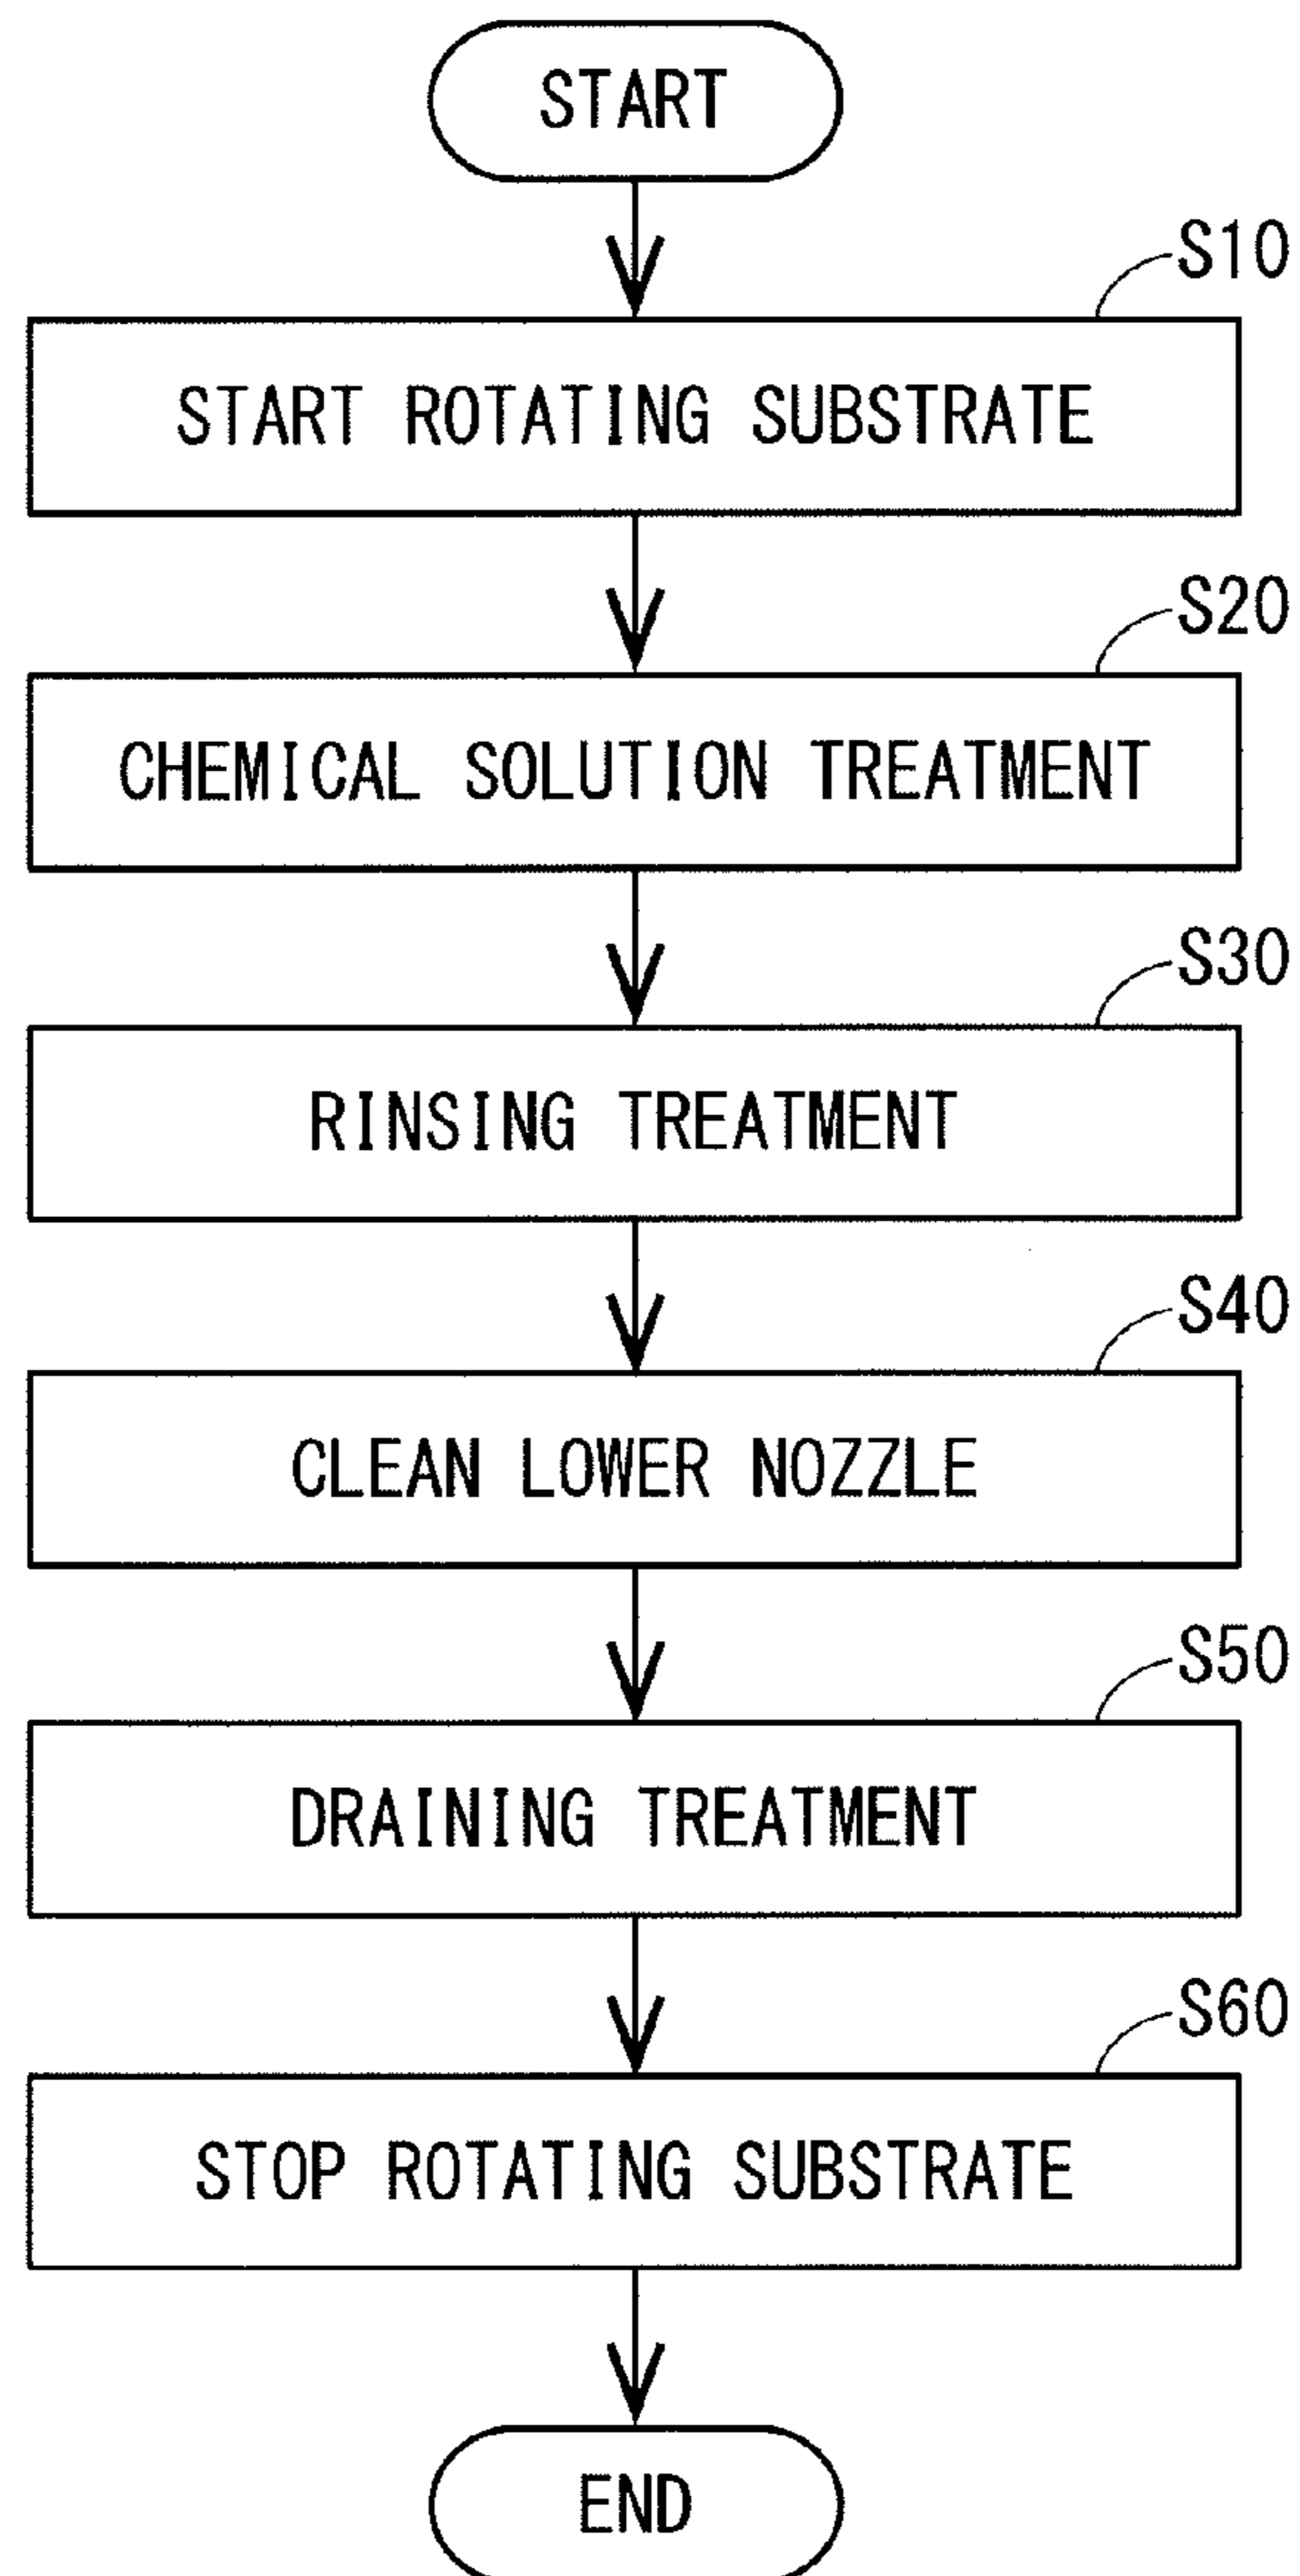 START
S10
START ROTATING SUBSTRATE
S20
CHEMICAL SOLUTION TREATMENT
S30
RINSING TREATMENT
S40
CLEAN LOWER NOZZLE
S50
DRAINING TREATMENT
S60
STOP ROTATING SUBSTRATE
END